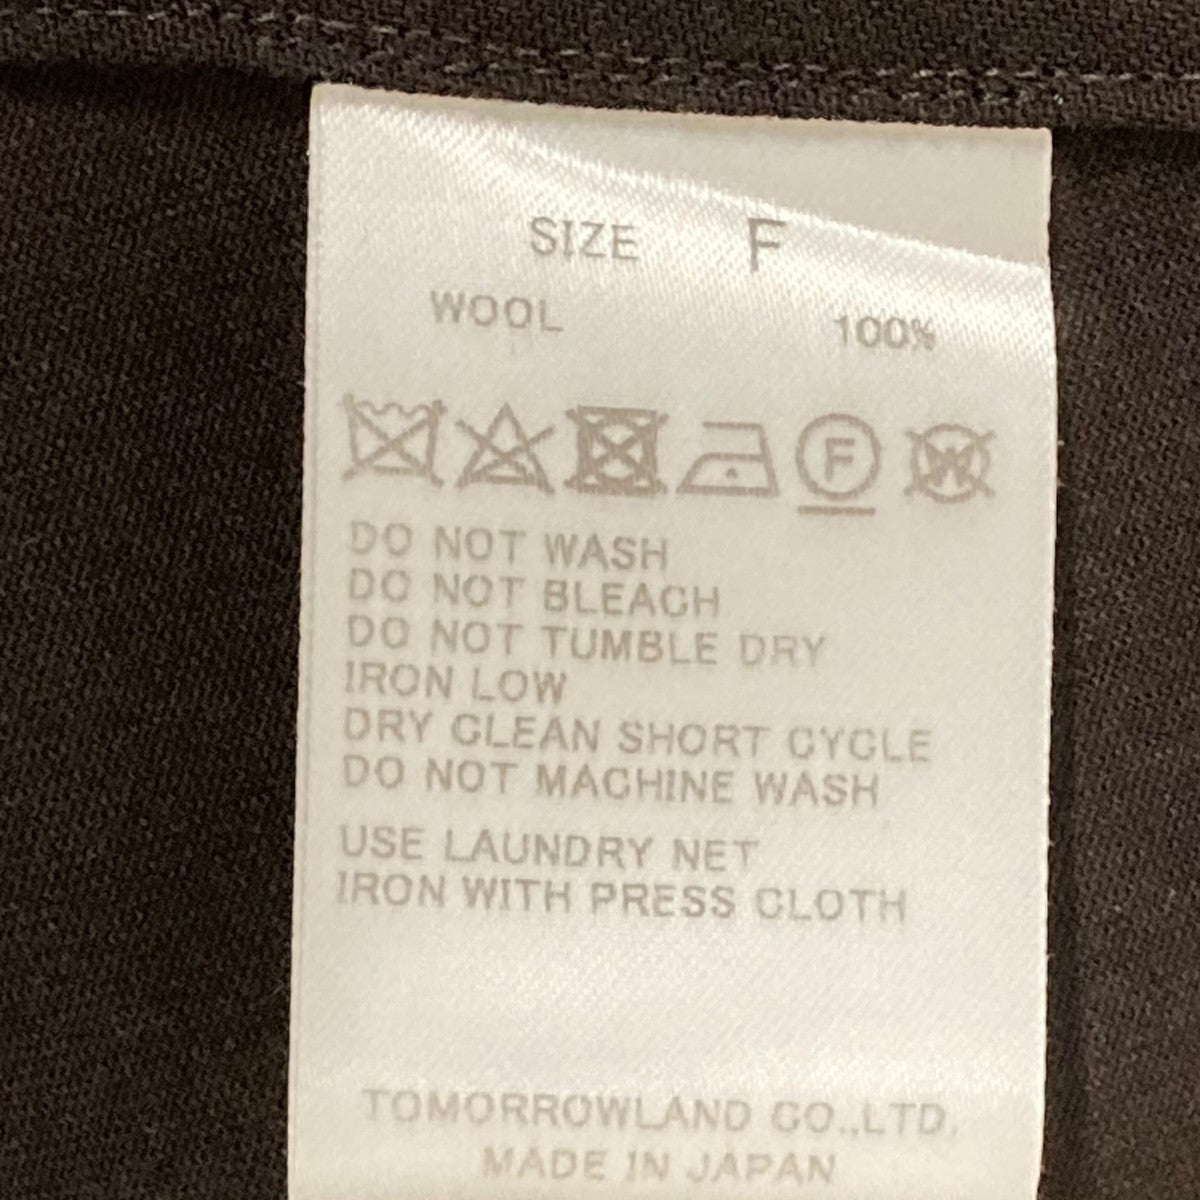 SIZE F
WOOL 100%
F W
DO NOT WASH
DO NOT BLEACH
DO NOT TUMBLE DRY
IRON LOW
DRY CLEAN SHORT CYCLE
DO NOT MACHINE WASH
USE LAUNDRY NET
IRON WITH PRESS CLOTH
TOMORROWLAND CO.,LTD.
MADE IN JAPAN